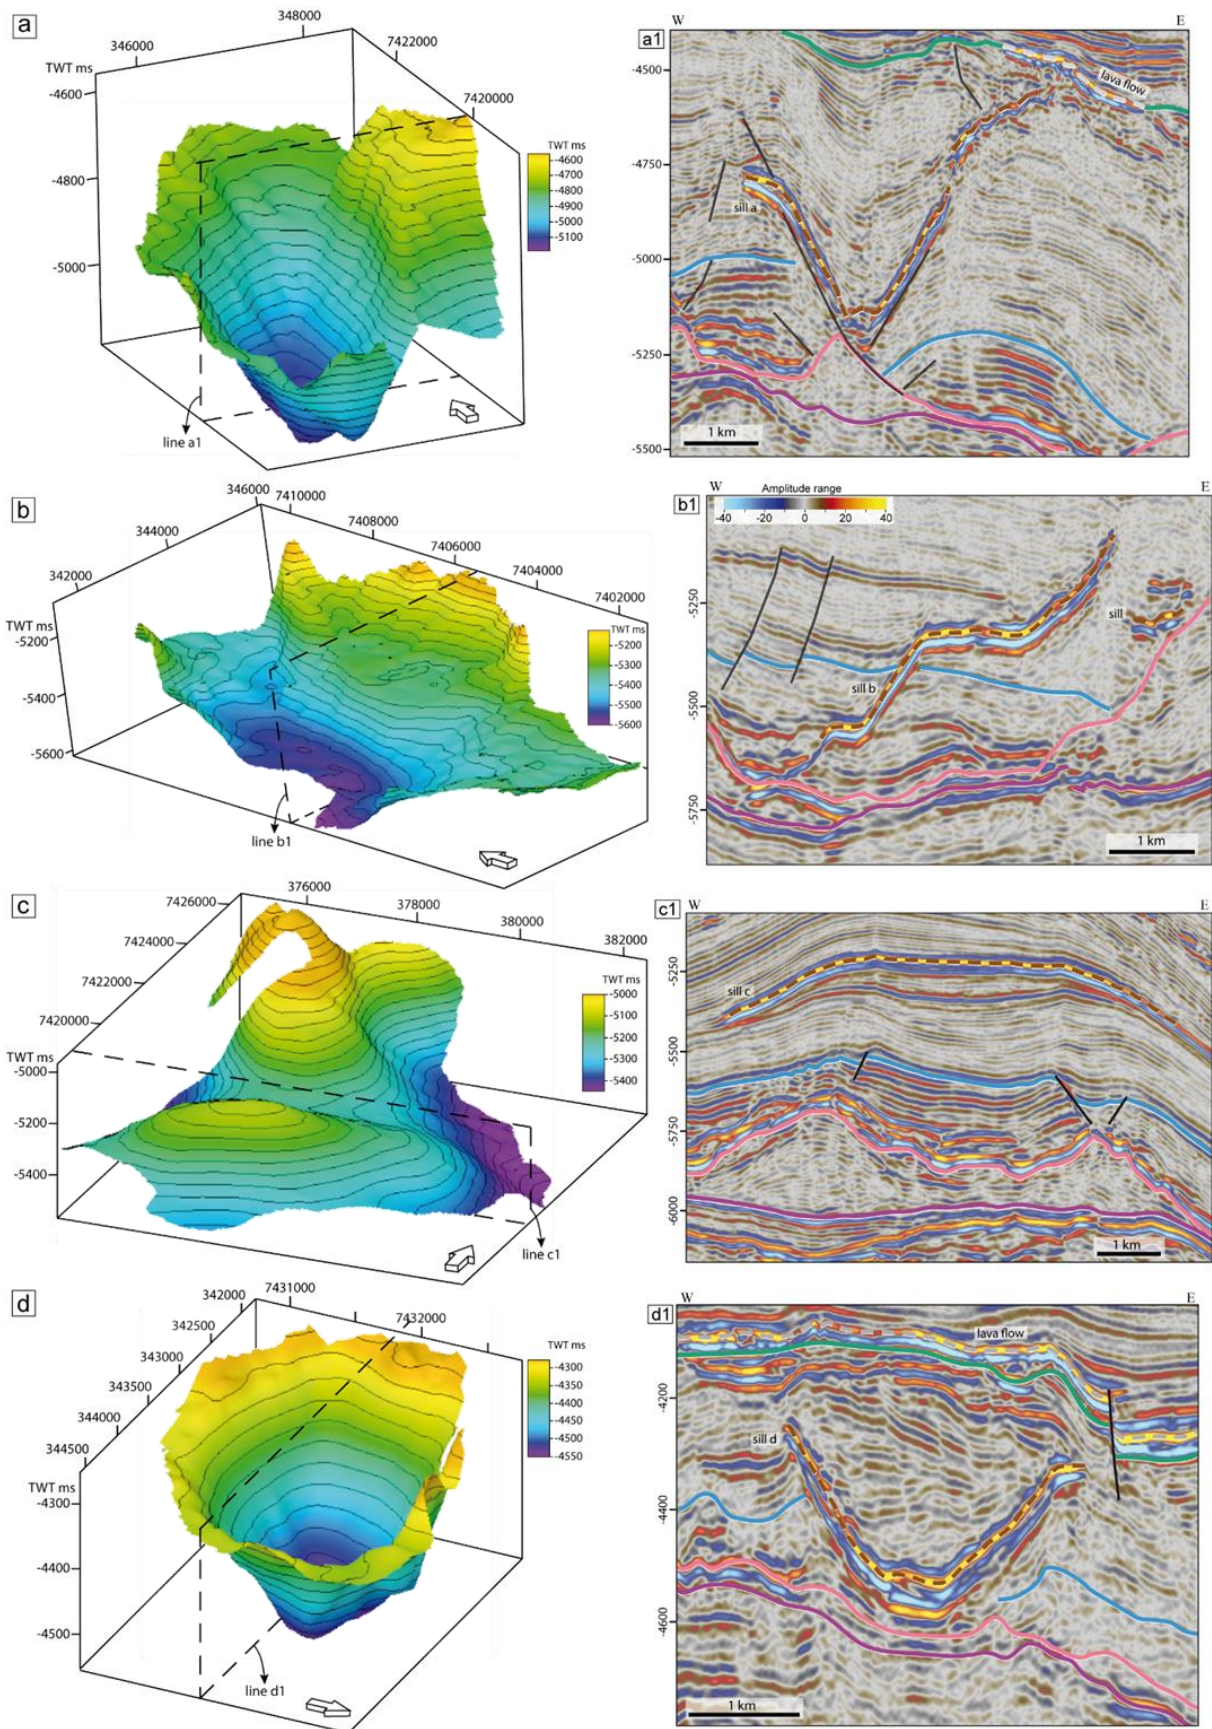 a
346000
348000
7422000
7420000
TWT ms
-4600
-4800
-5000
TWT ms
-4600
-4700
-4800
-4900
-5000
-5100
line a1
a1
W
E
-4500
-4750
-5000
-5250
-5500
lava flow
sill a
1 km
b
346000
7410000
344000
7408000
342000
7406000
7404000
7402000
TWT ms
-5200
-5400
-5600
TWT ms
-5200
-5300
-5400
-5500
-5600
line b1
b1
W
E
Amplitude range
-40
-20
0
20
40
-5250
-5500
-5750
sill b
sill
1 km
c
7426000
376000
7424000
378000
7422000
380000
7420000
382000
TWT ms
-5000
-5200
-5400
-5000
-5100
-5200
-5300
-5400
TWT ms
line c1
c1
W
E
-5250
-5500
-5750
-6000
sill c
1 km
d
342000
7431000
342500
7432000
343000
343500
344000
344500
TWT ms
-4300
-4400
-4500
TWT ms
-4300
-4350
-4400
-4450
-4500
-4550
line d1
d1
W
E
lava flow
-4200
-4400
-4600
sill d
1 km